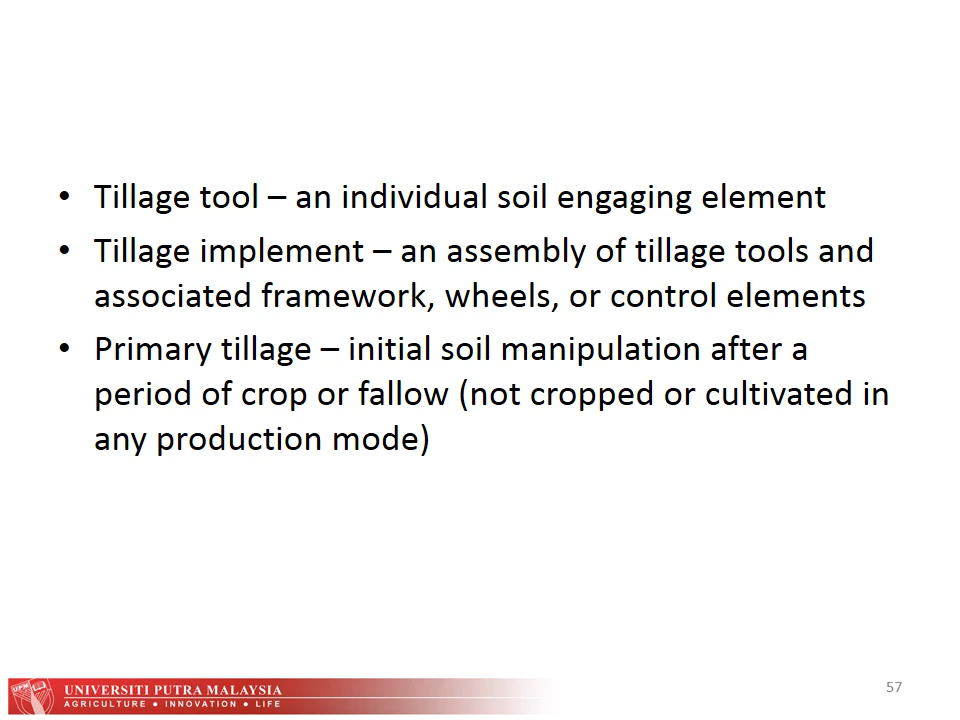 • Tillage tool – an individual soil engaging element
• Tillage implement – an assembly of tillage tools and
associated framework, wheels, or control elements
• Primary tillage – initial soil manipulation after a
period of crop or fallow (not cropped or cultivated in
any production mode)
UPM
UNIVERSITI PUTRA MALAYSIA
AGRICULTURE ● INNOVATION ● LIFE
57